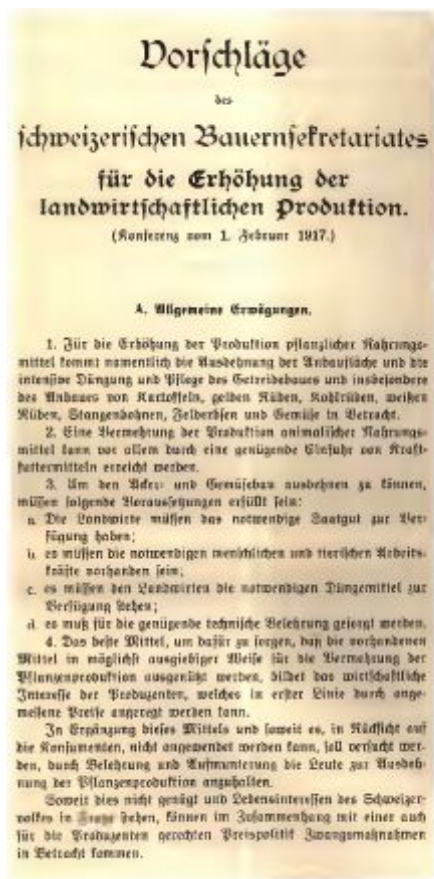 Vorschläge
des
schweizerischen Bauernsekretariates
für die Erhöhung der
landwirtschaftlichen Produktion.
(Konferenz vom 1. Februar 1917.)
A. Allgemeine Erwägungen.
1. Für die Erhöhung der Produktion pflanzlicher Nahrungs-
mittel kommt namentlich die Ausdehnung der Anbaufläche und die
intensive Düngung und Pflege des Getreidebaues und insbesondere
des Anbaues von Kartoffeln, gelben Rüben, Kohlrüben, weißen
Rüben, Stangenbohnen, Felderbsen und Gemüse in Betracht.
2. Eine Vermehrung der Produktion animalischer Nahrungs-
mittel kann vor allem durch eine genügende Einfuhr von Kraft-
futtermitteln erreicht werden.
3. Um den Acker- und Gemüsebau ausdehnen zu können,
müssen folgende Voraussetzungen erfüllt sein:
a. Die Landwirte müssen das notwendige Saatgut zur Ver-
fügung haben;
b. es müssen die notwendigen menschlichen und tierischen Arbeits-
kräfte vorhanden sein;
c. es müssen den Landwirten die notwendigen Düngemittel zur
Verfügung stehen;
d. es muß für die genügende technische Belehrung gesorgt werden.
4. Das beste Mittel, um dafür zu sorgen, daß die vorhandenen
Mittel in möglichst ausgiebiger Weise für die Vermehrung der
Pflanzenproduktion ausgenützt werden, bildet das wirtschaftliche
Interesse der Produzenten, welches in erster Linie durch ange-
messene Preise angeregt werden kann.
In Ergänzung dieses Mittels und soweit es, in Rücksicht auf
die Konsumenten, nicht angewendet werden kann, soll versucht wer-
den, durch Belehrung und Aufmunterung die Leute zur Ausdeh-
nung der Pflanzenproduktion anzuhalten.
Soweit dies nicht genügt und Lebensinteressen des Schweizer-
volkes in Frage stehen, können im Zusammenhang mit einer auch
für die Produzenten gerechten Preispolitik Zwangsmaßnahmen
in Betracht kommen.